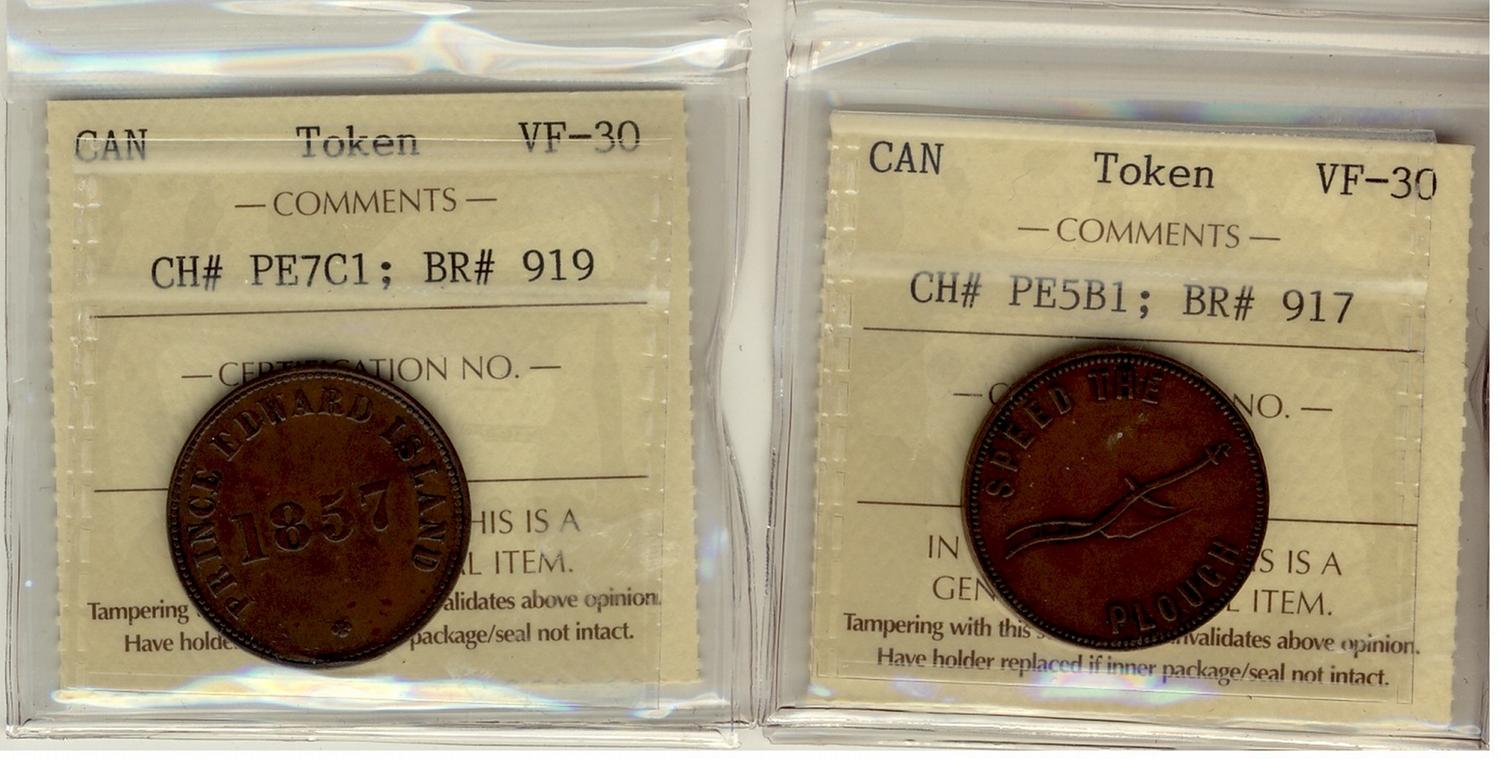 CAN Token VF-30
— COMMENTS —
CH# PE7C1; BR# 919
— CERTIFICATION NO. —
PRINCE EDWARD ISLAND
1857
THIS IS A
ITEM.
Tampering validates above opinion.
Have holde package/seal not intact.
CAN Token VF-30
— COMMENTS —
CH# PE5B1; BR# 917
NO. —
SPEED THE
PLOUGH
IN IS A
GEN ITEM.
Tampering with this invalidates above opinion.
Have holder replaced if inner package/seal not intact.